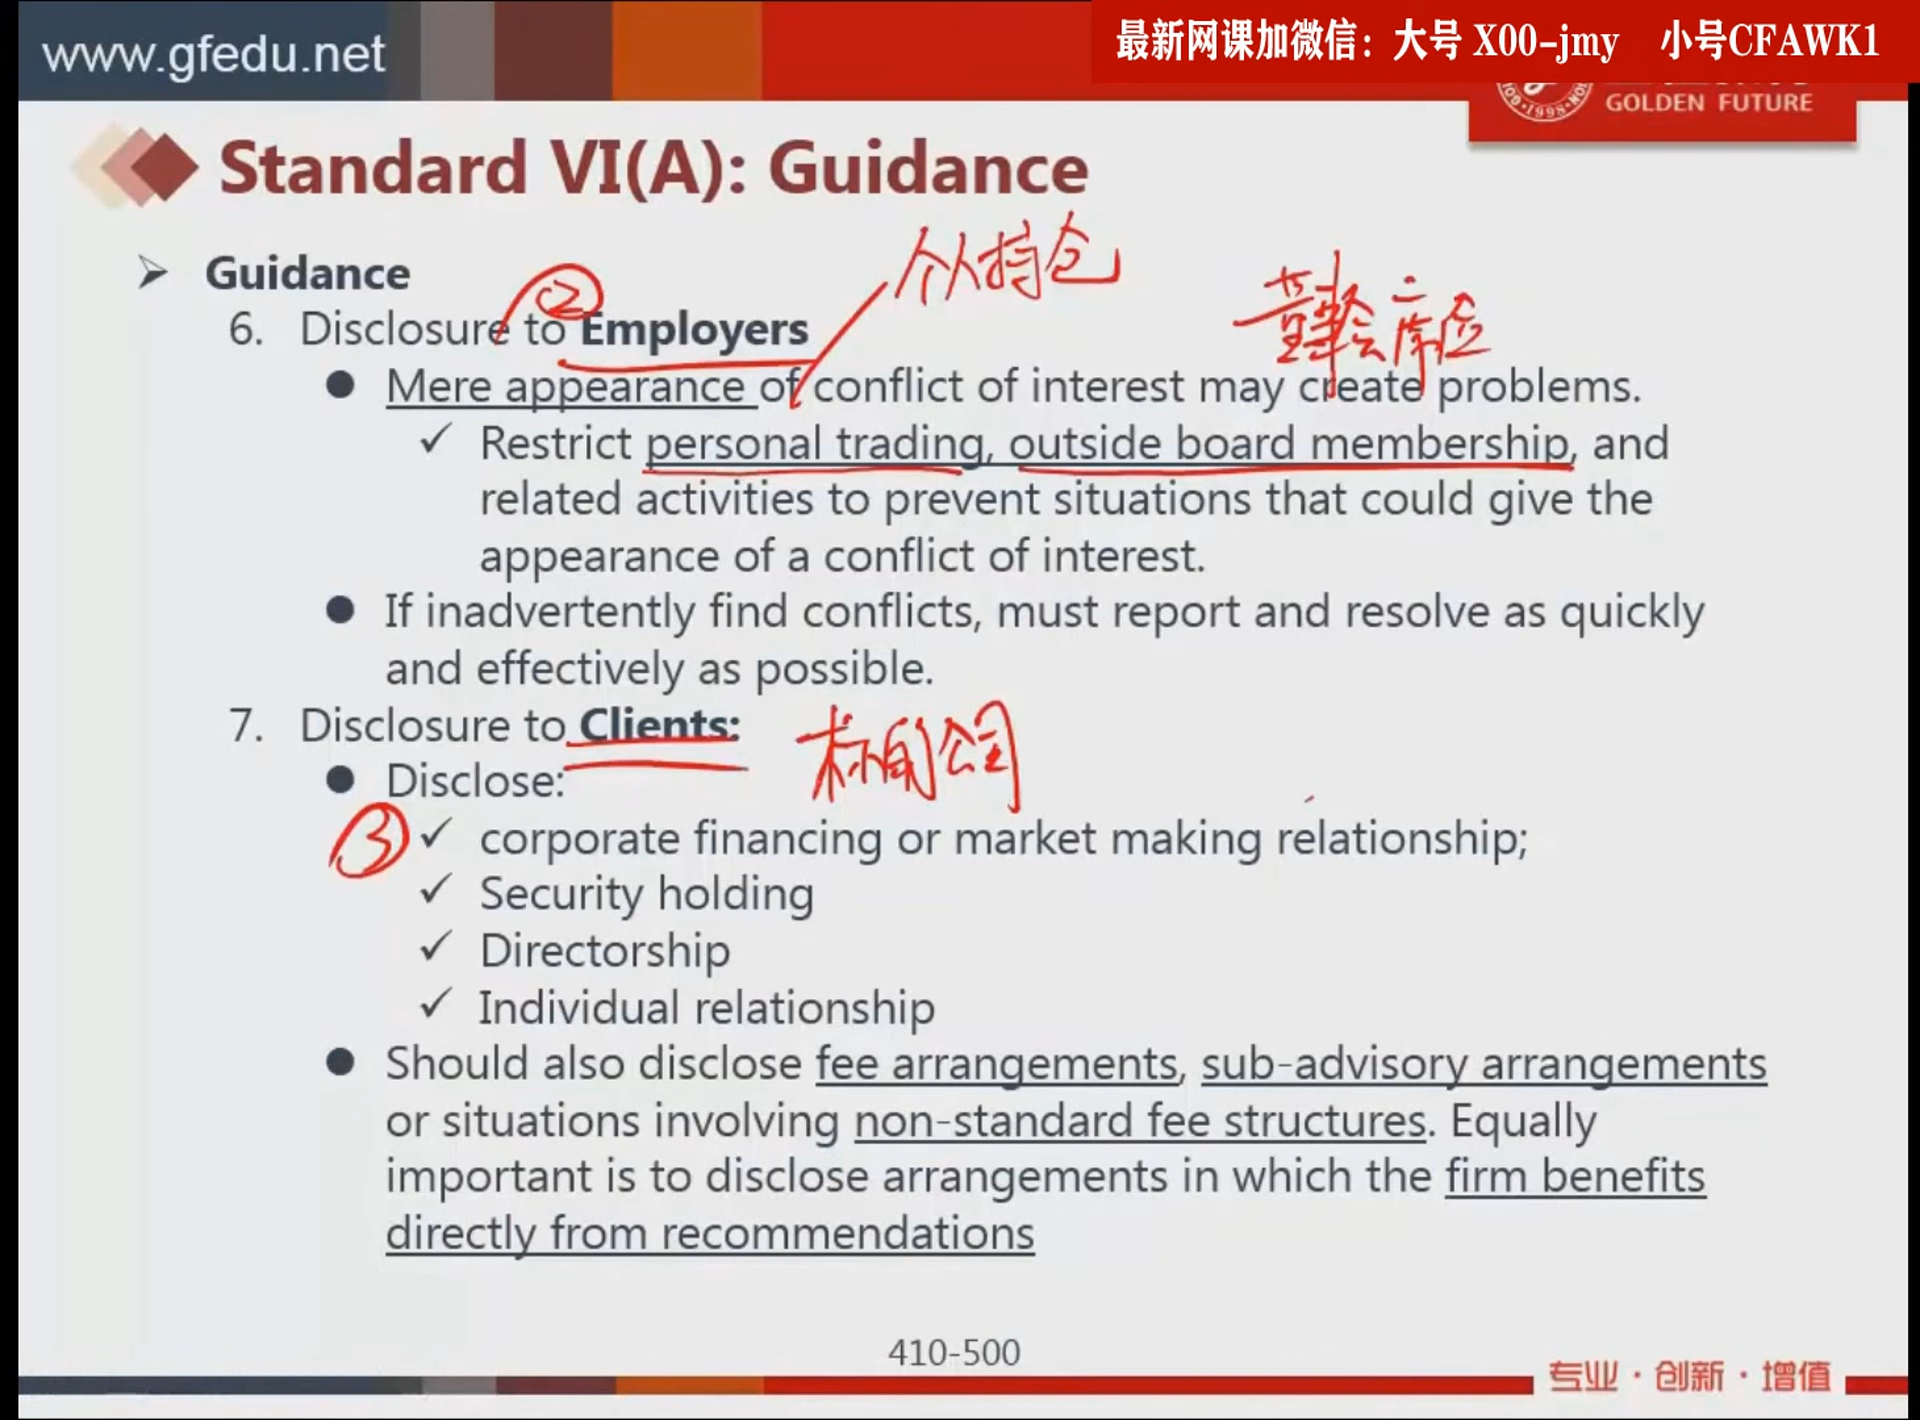 www.gfedu.net
最新网课加微信：大号 X00-jmy 小号CFAWK1
GOLDEN FUTURE
Standard VI(A): Guidance
个人持仓
➢ Guidance
②
董事会席位
6. Disclosure to Employers
● Mere appearance of conflict of interest may create problems.
✓ Restrict personal trading, outside board membership, and
related activities to prevent situations that could give the
appearance of a conflict of interest.
● If inadvertently find conflicts, must report and resolve as quickly
and effectively as possible.
7. Disclosure to Clients:
标的公司
● Disclose:
③
✓ corporate financing or market making relationship;
✓ Security holding
✓ Directorship
✓ Individual relationship
● Should also disclose fee arrangements, sub-advisory arrangements
or situations involving non-standard fee structures. Equally
important is to disclose arrangements in which the firm benefits
directly from recommendations
410-500
专业·创新·增值